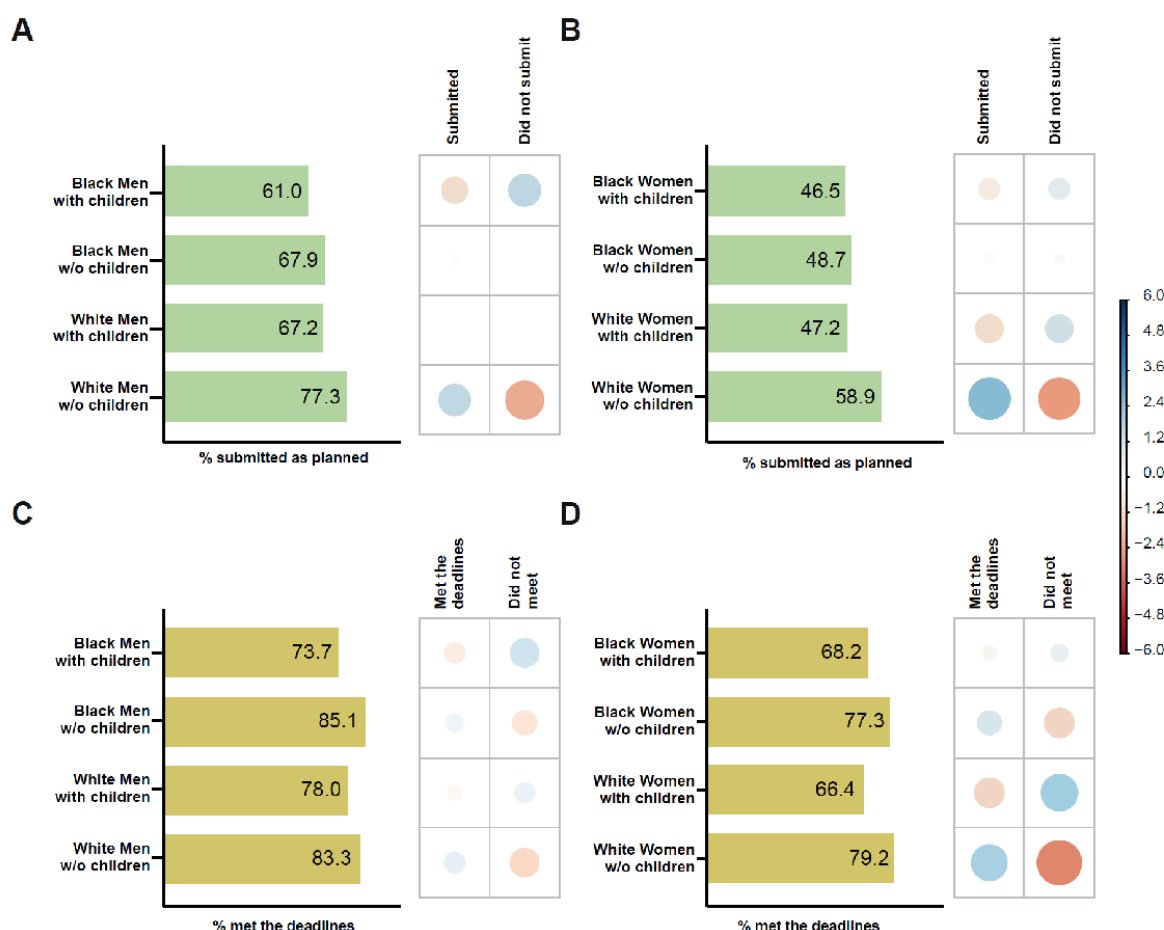 A
Submitted
Did not submit
Black Men
with children
61.0
Black Men
w/o children
67.9
White Men
with children
67.2
White Men
w/o children
77.3
% submitted as planned
B
Submitted
Did not submit
Black Women
with children
46.5
Black Women
w/o children
48.7
White Women
with children
47.2
White Women
w/o children
58.9
% submitted as planned
6.0
4.8
3.6
2.4
1.2
0.0
−1.2
−2.4
−3.6
−4.8
−6.0
C
Met the
deadlines
Did not
meet
Black Men
with children
73.7
Black Men
w/o children
85.1
White Men
with children
78.0
White Men
w/o children
83.3
% met the deadlines
D
Met the
deadlines
Did not
meet
Black Women
with children
68.2
Black Women
w/o children
77.3
White Women
with children
66.4
White Women
w/o children
79.2
% met the deadlines